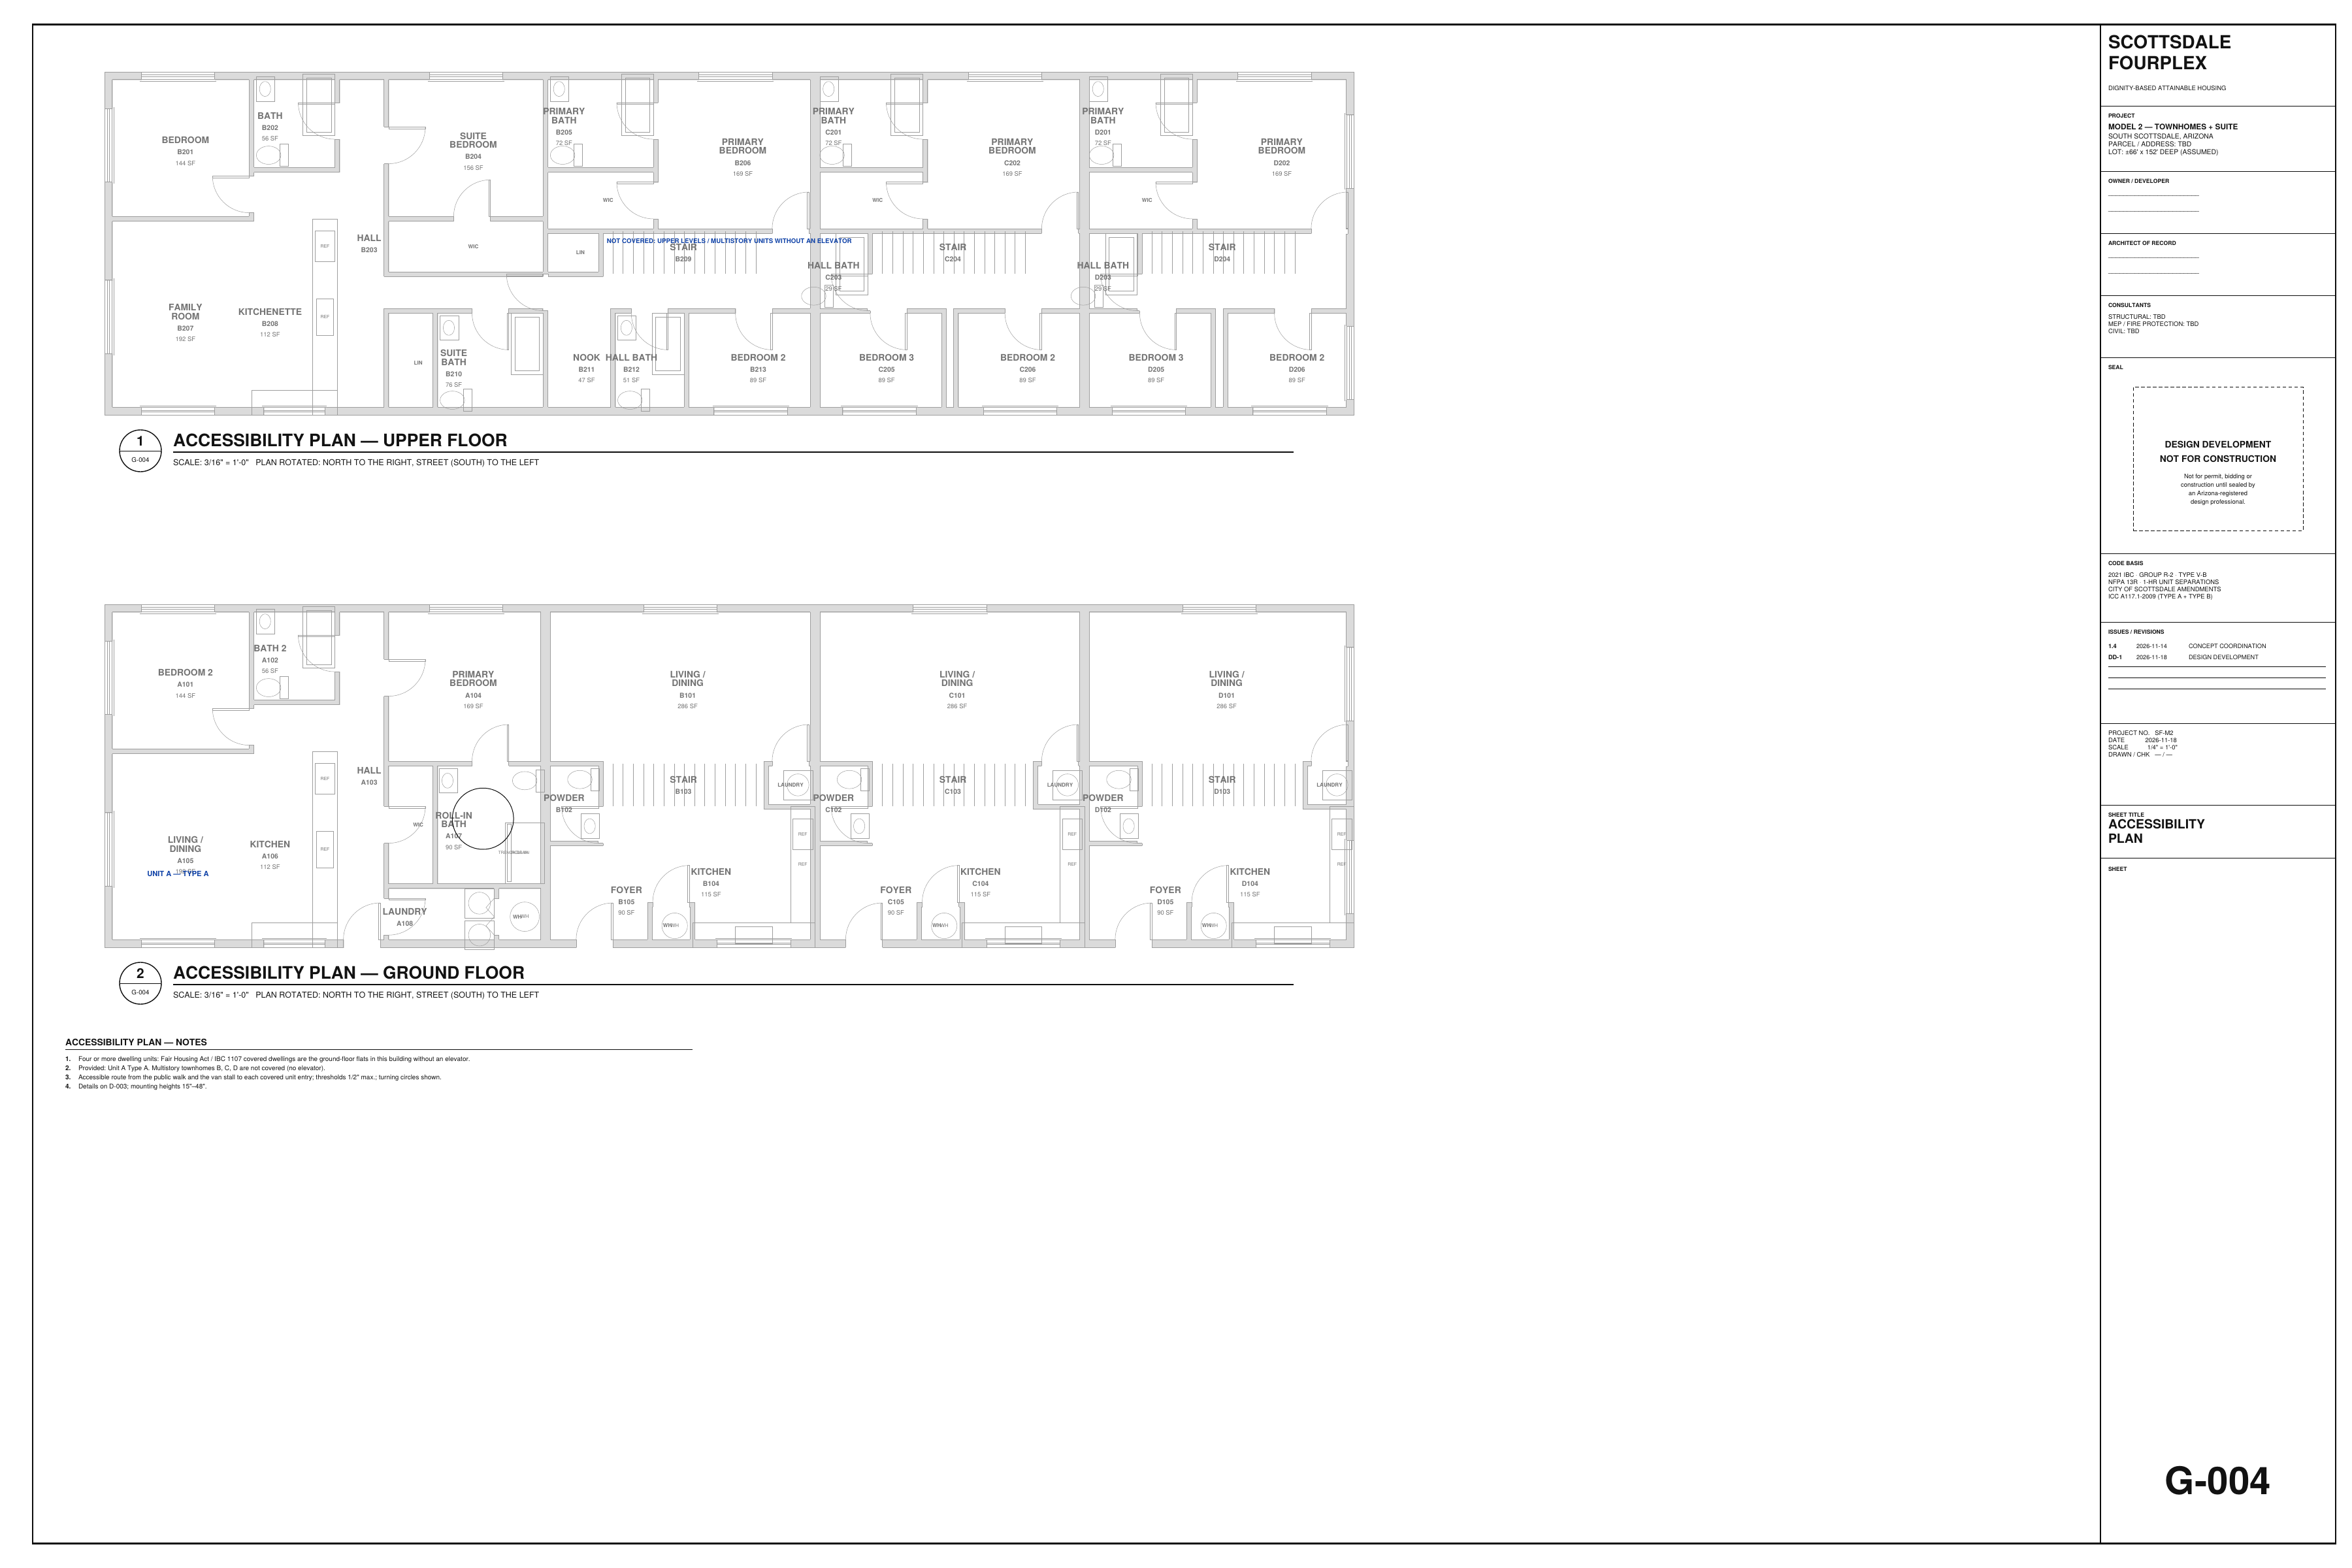 BEDROOM
B201
144 SF
BATH
B202
56 SF
SUITE
BEDROOM
B204
156 SF
PRIMARY
BATH
B205
72 SF
PRIMARY
BEDROOM
B206
169 SF
PRIMARY
BATH
C201
72 SF
PRIMARY
BEDROOM
C202
169 SF
PRIMARY
BATH
D201
72 SF
PRIMARY
BEDROOM
D202
169 SF
WIC
WIC
WIC
HALL
B203
REF
WIC
LIN
NOT COVERED: UPPER LEVELS / MULTISTORY UNITS WITHOUT AN ELEVATOR
STAIR
B209
HALL BATH
C203
29 SF
STAIR
C204
HALL BATH
D203
29 SF
STAIR
D204
FAMILY
ROOM
B207
192 SF
KITCHENETTE
B208
112 SF
REF
LIN
SUITE
BATH
B210
76 SF
NOOK
B211
47 SF
HALL BATH
B212
51 SF
BEDROOM 2
B213
89 SF
BEDROOM 3
C205
89 SF
BEDROOM 2
C206
89 SF
BEDROOM 3
D205
89 SF
BEDROOM 2
D206
89 SF
1
G-004
ACCESSIBILITY PLAN — UPPER FLOOR
SCALE: 3/16" = 1'-0" PLAN ROTATED: NORTH TO THE RIGHT, STREET (SOUTH) TO THE LEFT
BEDROOM 2
A101
144 SF
BATH 2
A102
56 SF
PRIMARY
BEDROOM
A104
169 SF
LIVING /
DINING
B101
286 SF
LIVING /
DINING
C101
286 SF
LIVING /
DINING
D101
286 SF
HALL
A103
REF
WIC
ROLL-IN
BATH
A107
90 SF
POWDER
B102
STAIR
B103
LAUNDRY
POWDER
C102
STAIR
C103
LAUNDRY
POWDER
D102
STAIR
D103
LAUNDRY
LIVING /
DINING
A105
UNIT A — TYPE A
KITCHEN
A106
112 SF
REF
LAUNDRY
A108
WH
FOYER
B105
90 SF
WH
KITCHEN
B104
115 SF
REF
REF
FOYER
C105
90 SF
WH
KITCHEN
C104
115 SF
REF
REF
FOYER
D105
90 SF
WH
KITCHEN
D104
115 SF
REF
REF
2
G-004
ACCESSIBILITY PLAN — GROUND FLOOR
SCALE: 3/16" = 1'-0" PLAN ROTATED: NORTH TO THE RIGHT, STREET (SOUTH) TO THE LEFT
ACCESSIBILITY PLAN — NOTES
1. Four or more dwelling units: Fair Housing Act / IBC 1107 covered dwellings are the ground-floor flats in this building without an elevator.
2. Provided: Unit A Type A. Multistory townhomes B, C, D are not covered (no elevator).
3. Accessible route from the public walk and the van stall to each covered unit entry; thresholds 1/2" max.; turning circles shown.
4. Details on D-003; mounting heights 15"–48".
SCOTTSDALE
FOURPLEX
DIGNITY-BASED ATTAINABLE HOUSING
PROJECT
MODEL 2 — TOWNHOMES + SUITE
SOUTH SCOTTSDALE, ARIZONA
PARCEL / ADDRESS: TBD
LOT: ±66' x 152' DEEP (ASSUMED)
OWNER / DEVELOPER
ARCHITECT OF RECORD
CONSULTANTS
STRUCTURAL: TBD
MEP / FIRE PROTECTION: TBD
CIVIL: TBD
SEAL
DESIGN DEVELOPMENT
NOT FOR CONSTRUCTION
Not for permit, bidding or
construction until sealed by
an Arizona-registered
design professional.
CODE BASIS
2021 IBC · GROUP R-2 · TYPE V-B
NFPA 13R · 1-HR UNIT SEPARATIONS
CITY OF SCOTTSDALE AMENDMENTS
ICC A117.1-2009 (TYPE A + TYPE B)
ISSUES / REVISIONS
1.4 2026-11-14 CONCEPT COORDINATION
DD-1 2026-11-18 DESIGN DEVELOPMENT
PROJECT NO. SF-M2
DATE 2026-11-18
SCALE 1/4" = 1'-0"
DRAWN / CHK — / —
SHEET TITLE
ACCESSIBILITY
PLAN
SHEET
G-004